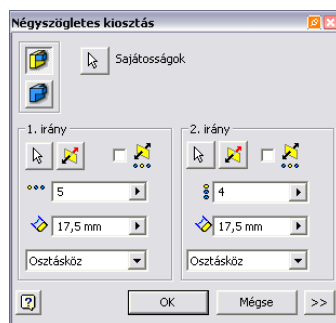 Négyszögletes kiosztás
Sajátosságok
1. irány
2. irány
5
4
17,5 mm
17,5 mm
Osztásköz
Osztásköz
OK
Mégse
>>